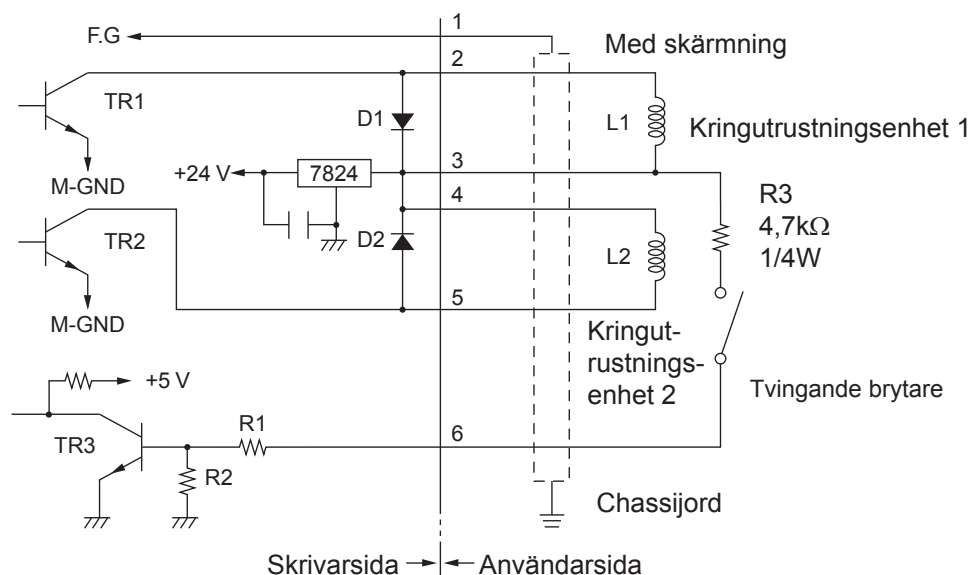 1
F.G
Med skärmning
2
TR1
D1
L1
Kringutrustningsenhet 1
+24 V
7824
3
M-GND
R3
4,7kΩ
1/4W
4
TR2
D2
L2
5
M-GND
Kringut-
rustnings-
enhet 2
+5 V
Tvingande brytare
TR3
R1
6
R2
Chassijord
Skrivarsida
Användarsida